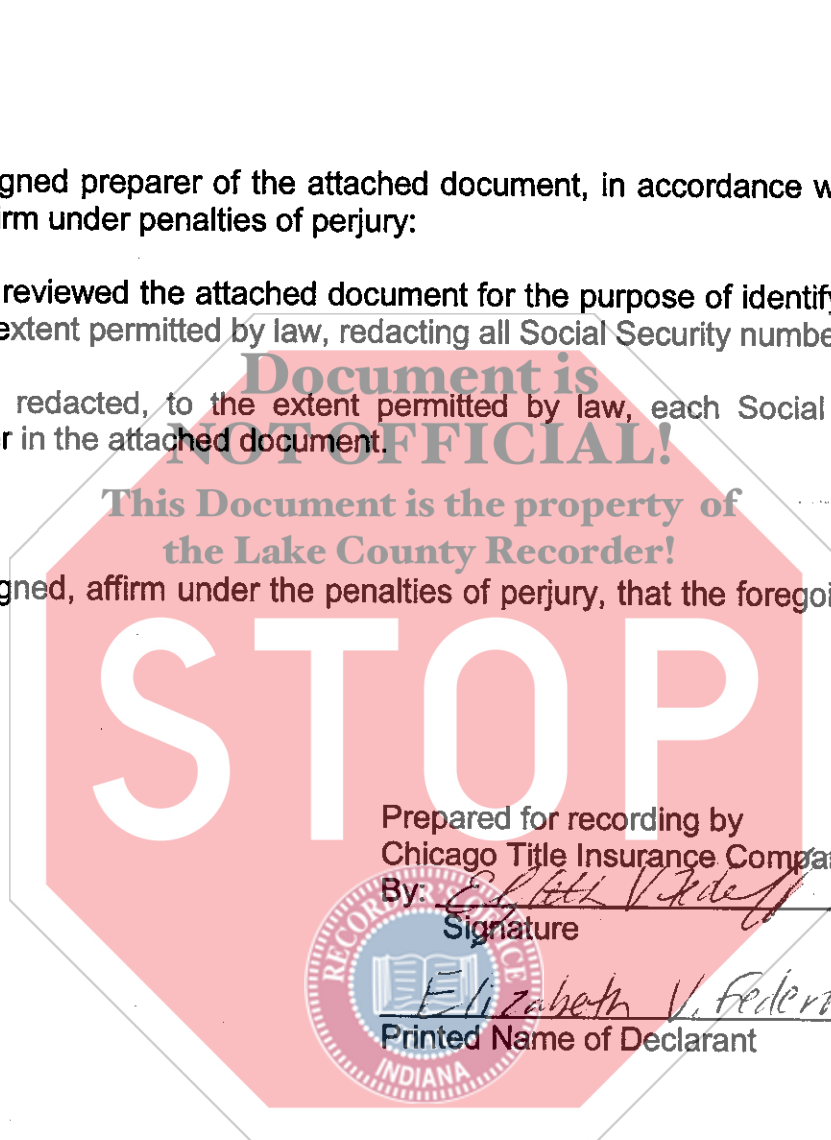 gned preparer of the attached document, in accordance w
irm under penalties of perjury:
reviewed the attached document for the purpose of identify
extent permitted by law, redacting all Social Security numbe
Document is
redacted, to the extent permitted by law, each Social
r in the attached document.
NOT OFFICIAL!
This Document is the property of
the Lake County Recorder!
gned, affirm under the penalties of perjury, that the foregoi
STOP
Prepared for recording by
Chicago Title Insurance Compa
By:
Signature
RECORDER'S OFFICE
Elizabeth V. Feder
Printed Name of Declarant
INDIANA